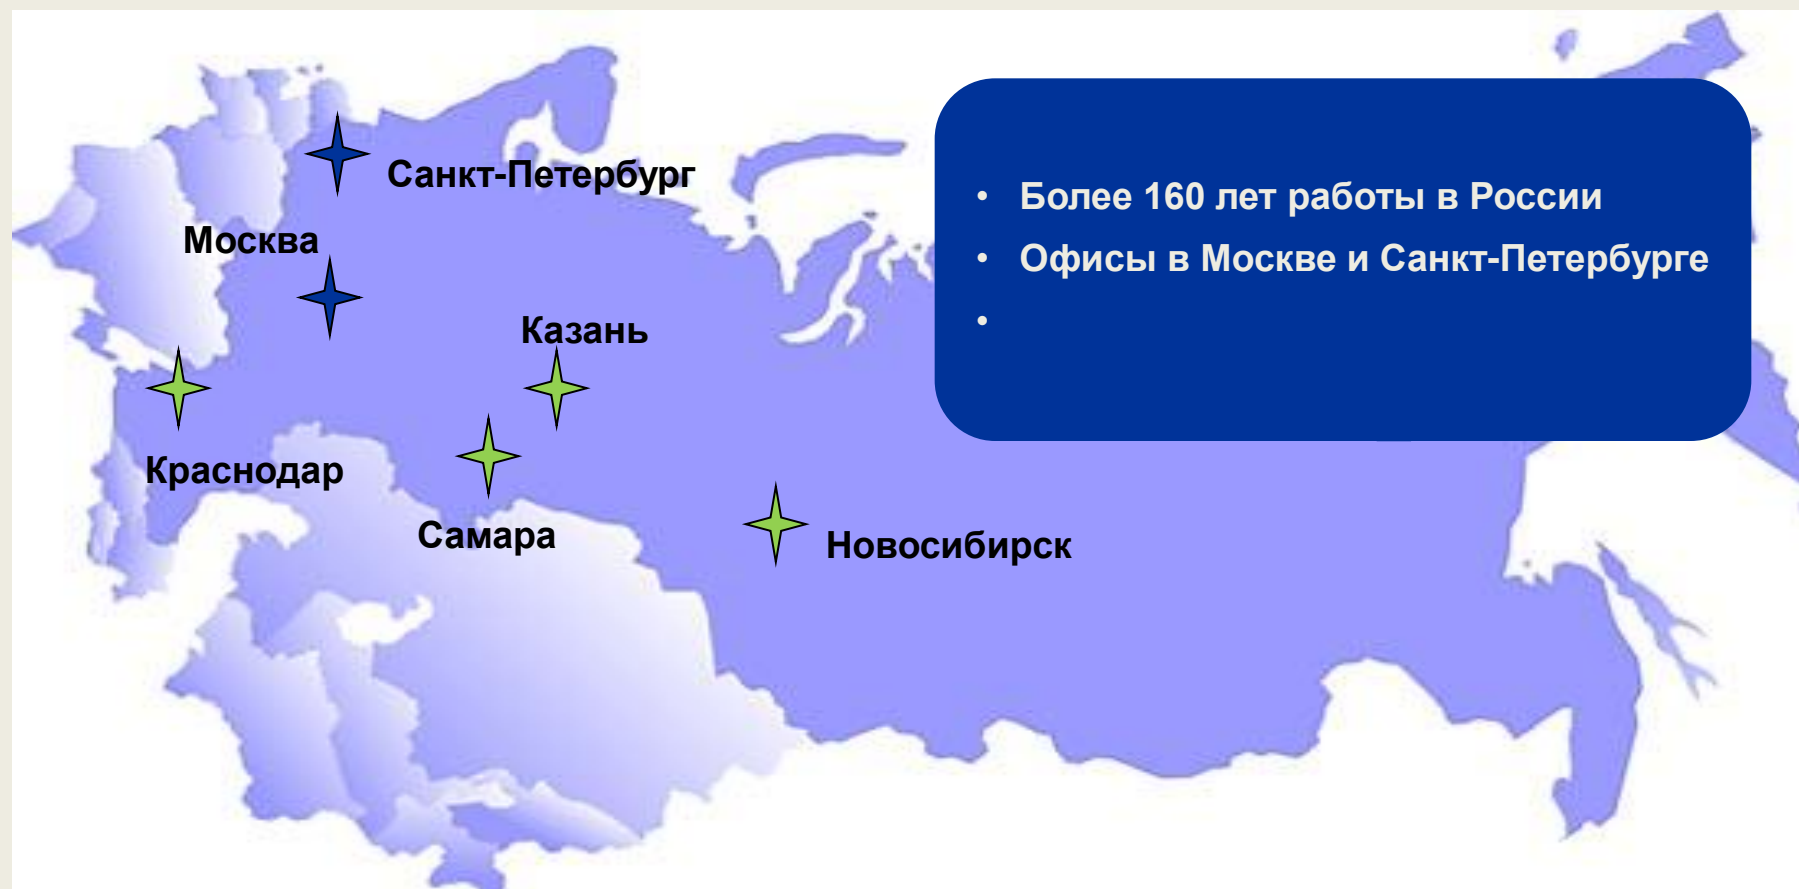 Санкт-Петербург
Москва
Казань
Краснодар
Самара
Новосибирск
• Более 160 лет работы в России
• Офисы в Москве и Санкт-Петербурге
•